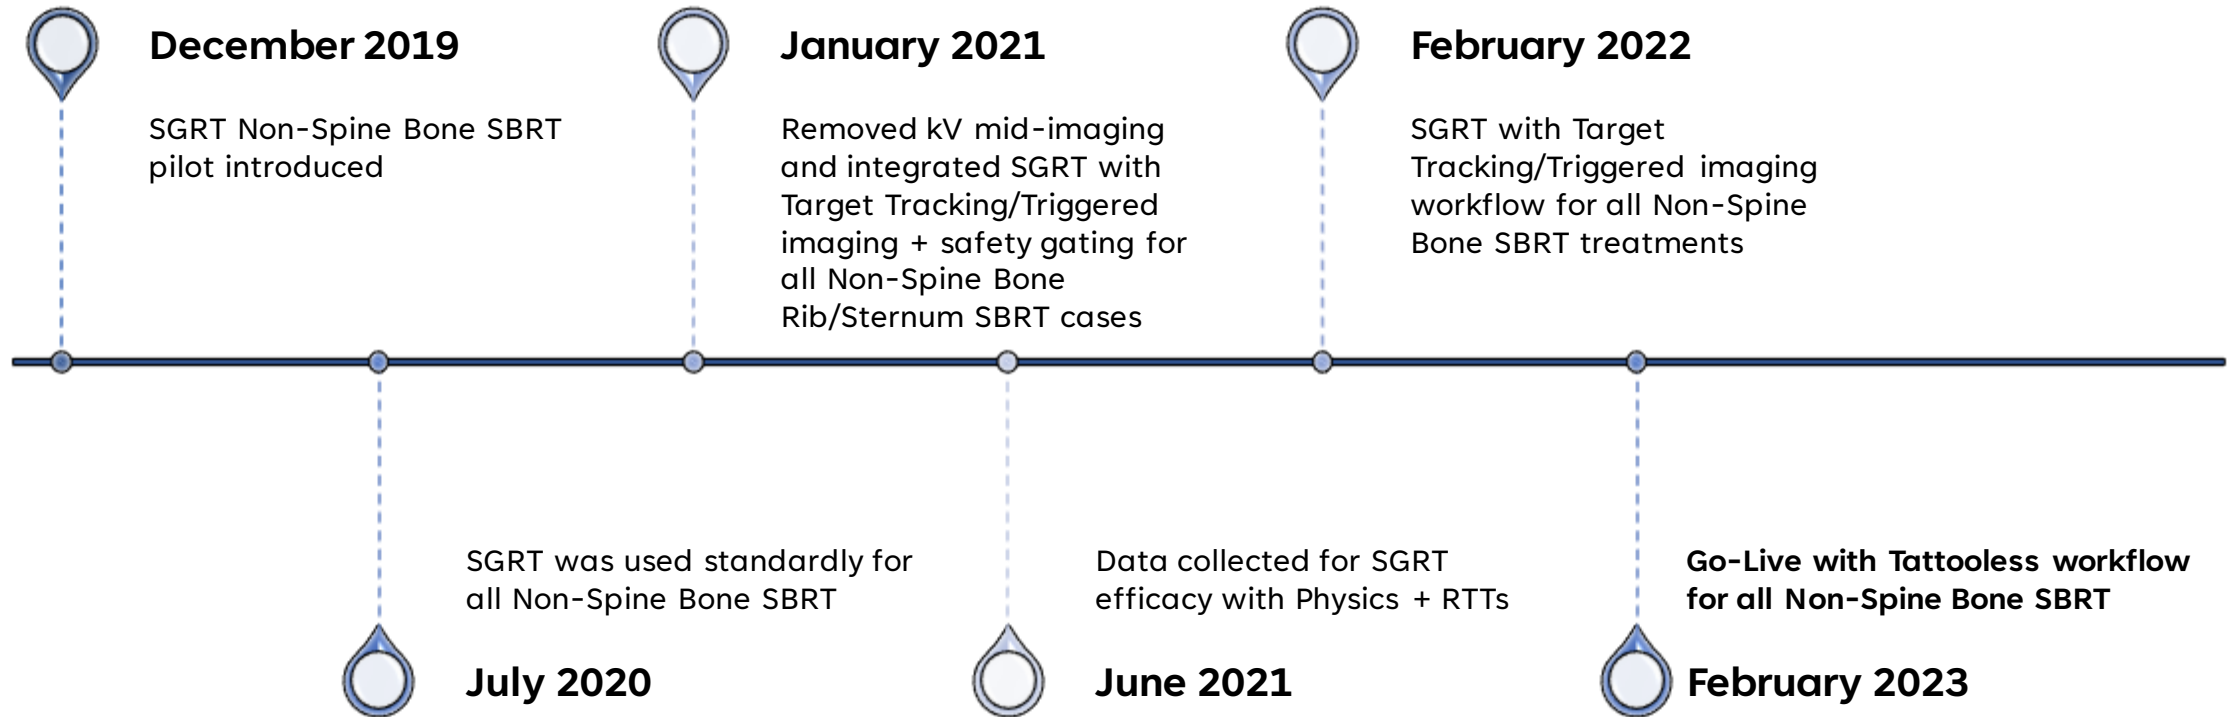 December 2019
SGRT Non-Spine Bone SBRT
pilot introduced
January 2021
Removed kV mid-imaging
and integrated SGRT with
Target Tracking/Triggered
imaging + safety gating for
all Non-Spine Bone
Rib/Sternum SBRT cases
February 2022
SGRT with Target
Tracking/Triggered imaging
workflow for all Non-Spine
Bone SBRT treatments
SGRT was used standardly for
all Non-Spine Bone SBRT
July 2020
Data collected for SGRT
efficacy with Physics + RTTs
June 2021
Go-Live with Tattooless workflow
for all Non-Spine Bone SBRT
February 2023